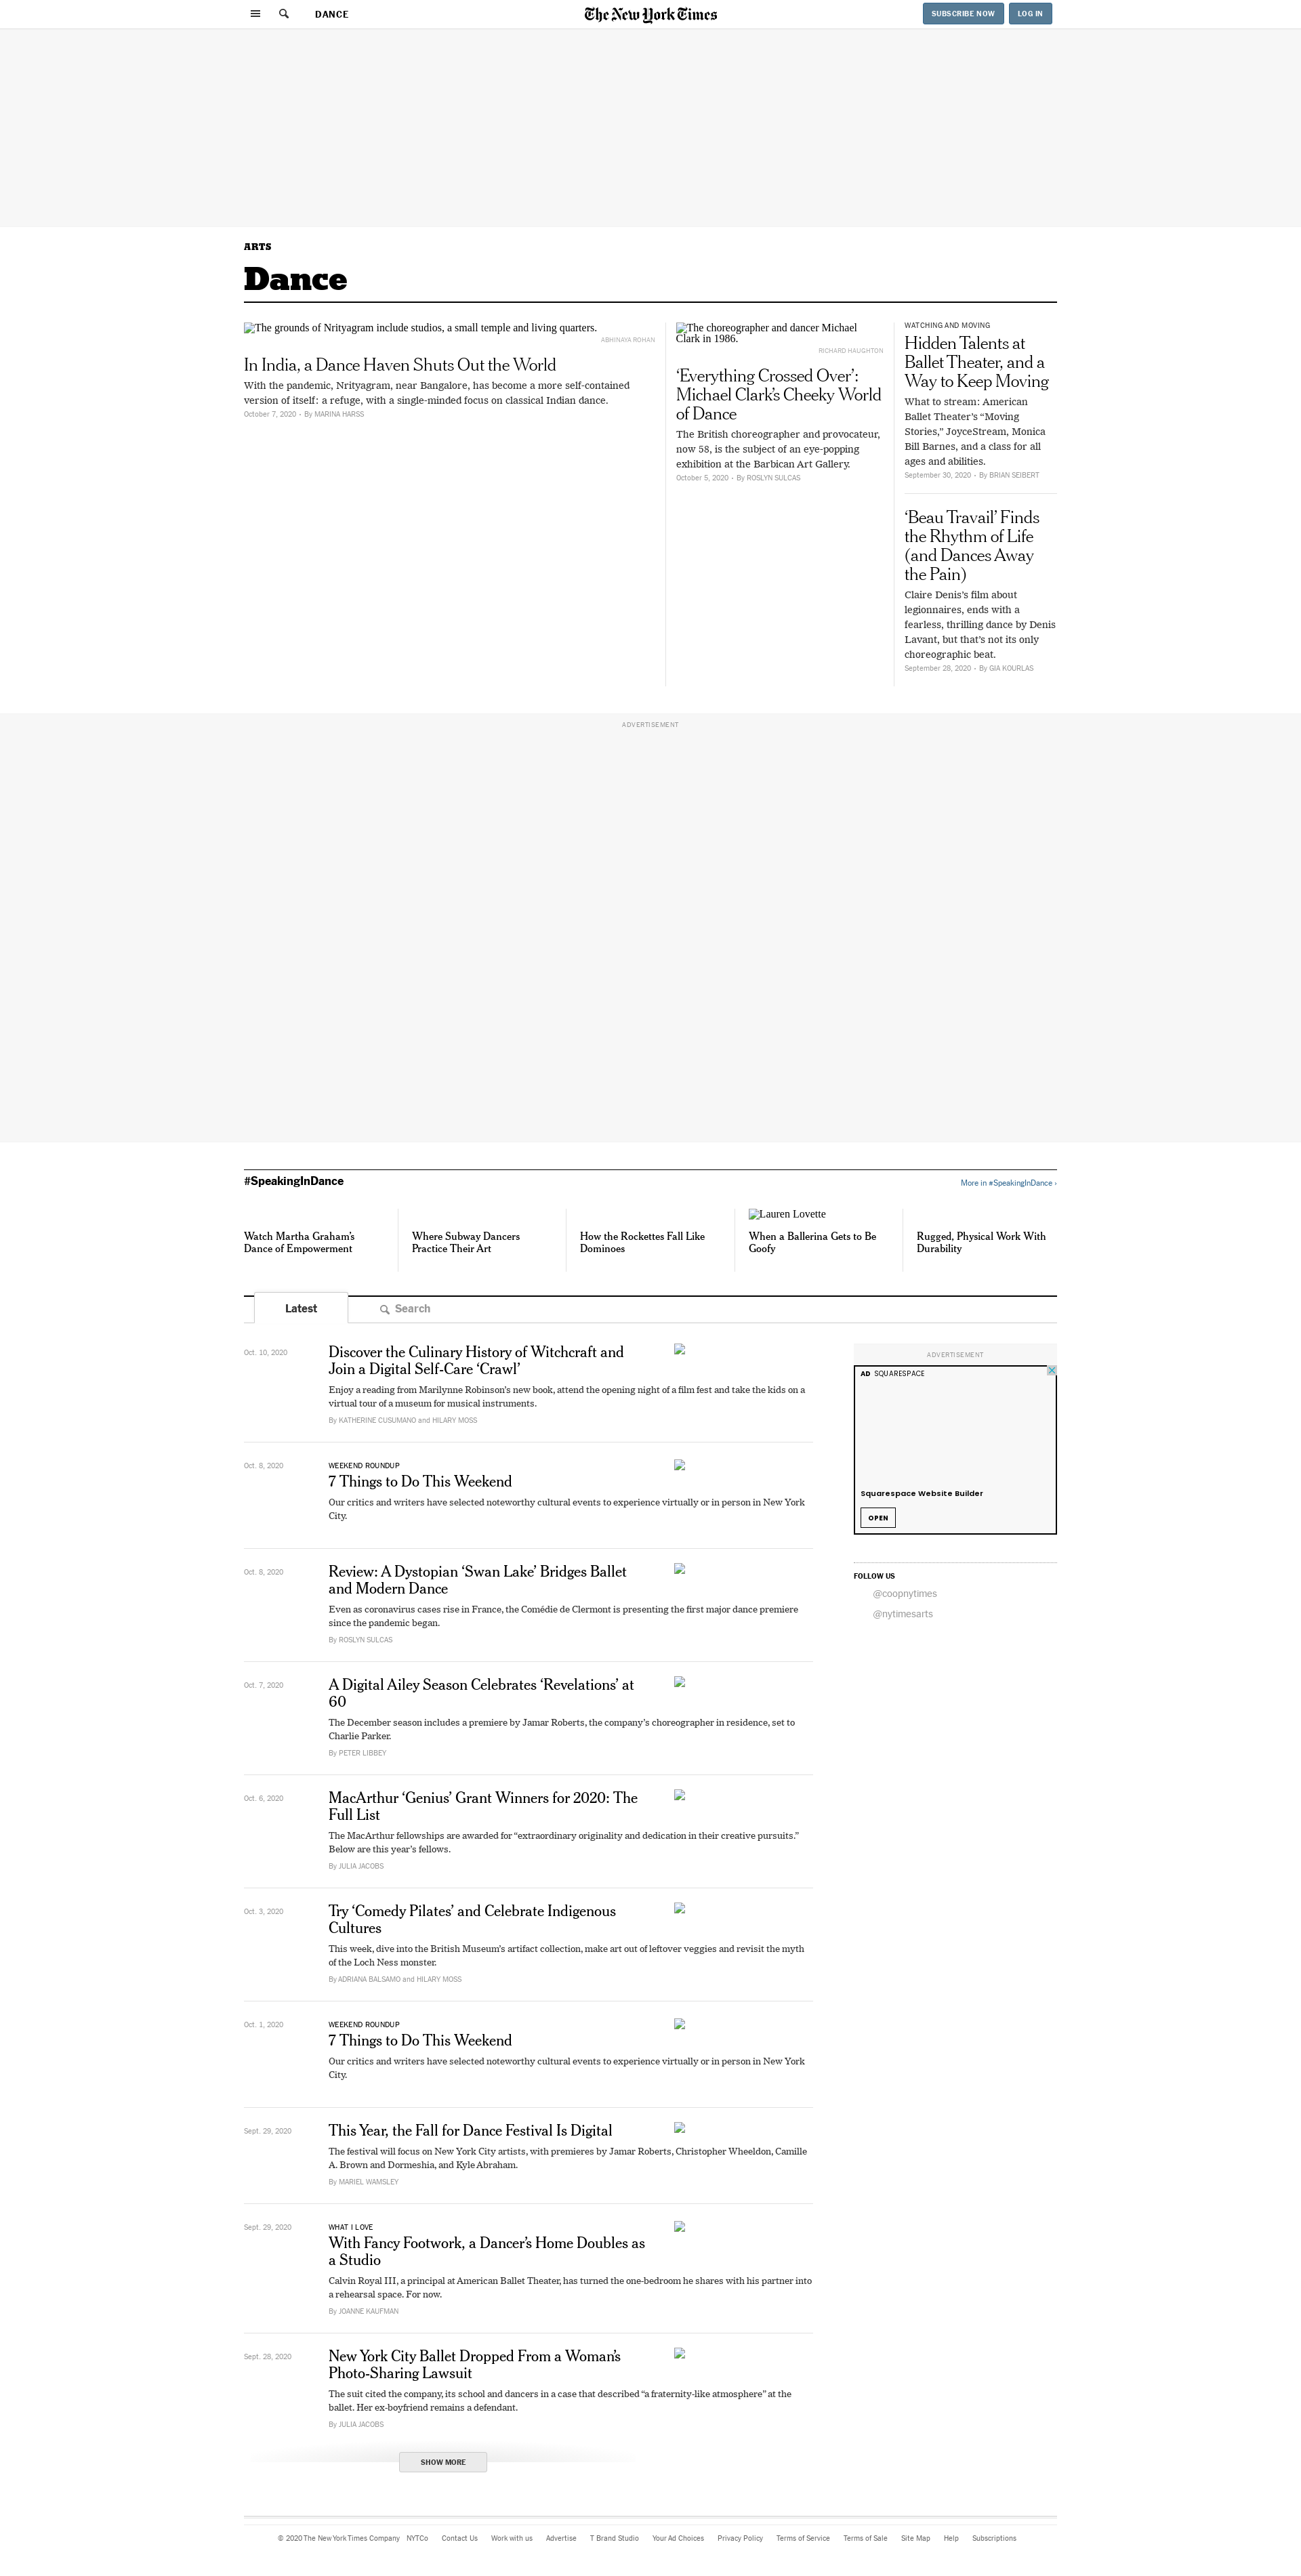 DANCE
The New York Times
SUBSCRIBE NOW
LOG IN
ARTS
Dance
The grounds of Nrityagram include studios, a small temple and living quarters.
ABHINAYA ROHAN
In India, a Dance Haven Shuts Out the World
With the pandemic, Nrityagram, near Bangalore, has become a more self-contained
version of itself: a refuge, with a single-minded focus on classical Indian dance.
October 7, 2020 • By MARINA HARSS
The choreographer and dancer Michael
Clark in 1986.
RICHARD HAUGHTON
‘Everything Crossed Over’:
Michael Clark’s Cheeky World
of Dance
The British choreographer and provocateur,
now 58, is the subject of an eye-popping
exhibition at the Barbican Art Gallery.
October 5, 2020 • By ROSLYN SULCAS
WATCHING AND MOVING
Hidden Talents at
Ballet Theater, and a
Way to Keep Moving
What to stream: American
Ballet Theater’s “Moving
Stories,” JoyceStream, Monica
Bill Barnes, and a class for all
ages and abilities.
September 30, 2020 • By BRIAN SEIBERT
‘Beau Travail’ Finds
the Rhythm of Life
(and Dances Away
the Pain)
Claire Denis’s film about
legionnaires, ends with a
fearless, thrilling dance by Denis
Lavant, but that’s not its only
choreographic beat.
September 28, 2020 • By GIA KOURLAS
ADVERTISEMENT
#SpeakingInDance
More in #SpeakingInDance ›
Watch Martha Graham’s
Dance of Empowerment
Where Subway Dancers
Practice Their Art
How the Rockettes Fall Like
Dominoes
Lauren Lovette
When a Ballerina Gets to Be
Goofy
Rugged, Physical Work With
Durability
Latest
Search
Oct. 10, 2020
Discover the Culinary History of Witchcraft and
Join a Digital Self-Care ‘Crawl’
Enjoy a reading from Marilynne Robinson’s new book, attend the opening night of a film fest and take the kids on a
virtual tour of a museum for musical instruments.
By KATHERINE CUSUMANO and HILARY MOSS
Oct. 8, 2020
WEEKEND ROUNDUP
7 Things to Do This Weekend
Our critics and writers have selected noteworthy cultural events to experience virtually or in person in New York
City.
Oct. 8, 2020
Review: A Dystopian ‘Swan Lake’ Bridges Ballet
and Modern Dance
Even as coronavirus cases rise in France, the Comédie de Clermont is presenting the first major dance premiere
since the pandemic began.
By ROSLYN SULCAS
Oct. 7, 2020
A Digital Ailey Season Celebrates ‘Revelations’ at
60
The December season includes a premiere by Jamar Roberts, the company’s choreographer in residence, set to
Charlie Parker.
By PETER LIBBEY
Oct. 6, 2020
MacArthur ‘Genius’ Grant Winners for 2020: The
Full List
The MacArthur fellowships are awarded for “extraordinary originality and dedication in their creative pursuits.”
Below are this year’s fellows.
By JULIA JACOBS
Oct. 3, 2020
Try ‘Comedy Pilates’ and Celebrate Indigenous
Cultures
This week, dive into the British Museum’s artifact collection, make art out of leftover veggies and revisit the myth
of the Loch Ness monster.
By ADRIANA BALSAMO and HILARY MOSS
Oct. 1, 2020
WEEKEND ROUNDUP
7 Things to Do This Weekend
Our critics and writers have selected noteworthy cultural events to experience virtually or in person in New York
City.
Sept. 29, 2020
This Year, the Fall for Dance Festival Is Digital
The festival will focus on New York City artists, with premieres by Jamar Roberts, Christopher Wheeldon, Camille
A. Brown and Dormeshia, and Kyle Abraham.
By MARIEL WAMSLEY
Sept. 29, 2020
WHAT I LOVE
With Fancy Footwork, a Dancer’s Home Doubles as
a Studio
Calvin Royal III, a principal at American Ballet Theater, has turned the one-bedroom he shares with his partner into
a rehearsal space. For now.
By JOANNE KAUFMAN
Sept. 28, 2020
New York City Ballet Dropped From a Woman’s
Photo-Sharing Lawsuit
The suit cited the company, its school and dancers in a case that described “a fraternity-like atmosphere” at the
ballet. Her ex-boyfriend remains a defendant.
By JULIA JACOBS
SHOW MORE
ADVERTISEMENT
AD SQUARESPACE
Squarespace Website Builder
OPEN
FOLLOW US
@coopnytimes
@nytimesarts
© 2020 The New York Times Company NYTCo Contact Us Work with us Advertise T Brand Studio Your Ad Choices Privacy Policy Terms of Service Terms of Sale Site Map Help Subscriptions